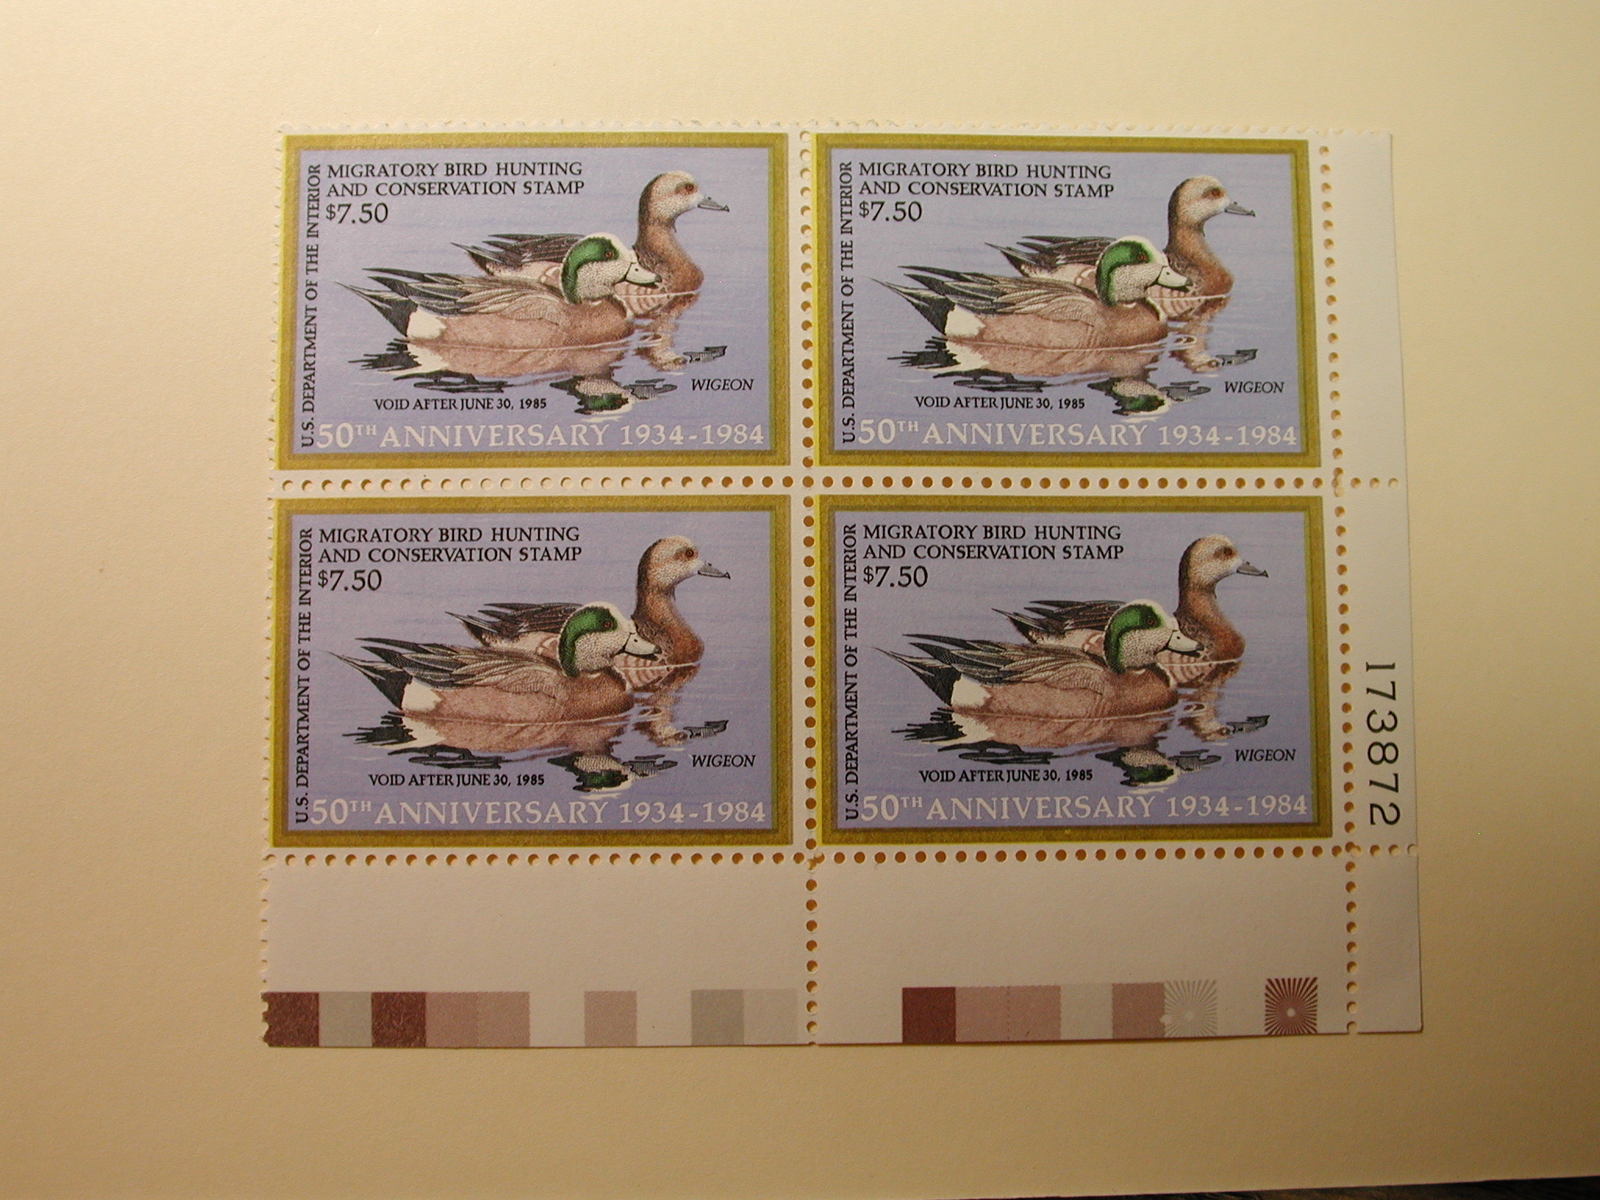 U.S. DEPARTMENT OF THE INTERIOR
MIGRATORY BIRD HUNTING
AND CONSERVATION STAMP
$7.50
WIGEON
VOID AFTER JUNE 30, 1985
50TH ANNIVERSARY 1934-1984
U.S. DEPARTMENT OF THE INTERIOR
MIGRATORY BIRD HUNTING
AND CONSERVATION STAMP
$7.50
WIGEON
VOID AFTER JUNE 30, 1985
50TH ANNIVERSARY 1934-1984
U.S. DEPARTMENT OF THE INTERIOR
MIGRATORY BIRD HUNTING
AND CONSERVATION STAMP
$7.50
WIGEON
VOID AFTER JUNE 30, 1985
50TH ANNIVERSARY 1934-1984
U.S. DEPARTMENT OF THE INTERIOR
MIGRATORY BIRD HUNTING
AND CONSERVATION STAMP
$7.50
WIGEON
VOID AFTER JUNE 30, 1985
50TH ANNIVERSARY 1934-1984
173872